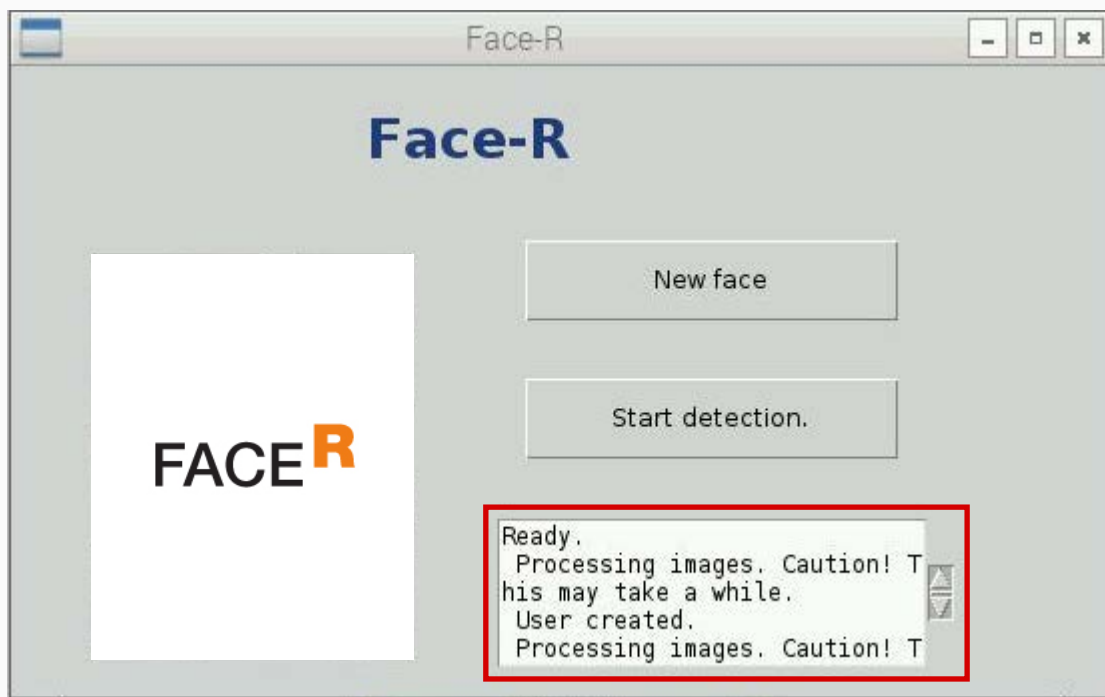 Face-R
Face-R
New face
Start detection.
FACE R
Ready.
Processing images. Caution! T
his may take a while.
User created.
Processing images. Caution! T